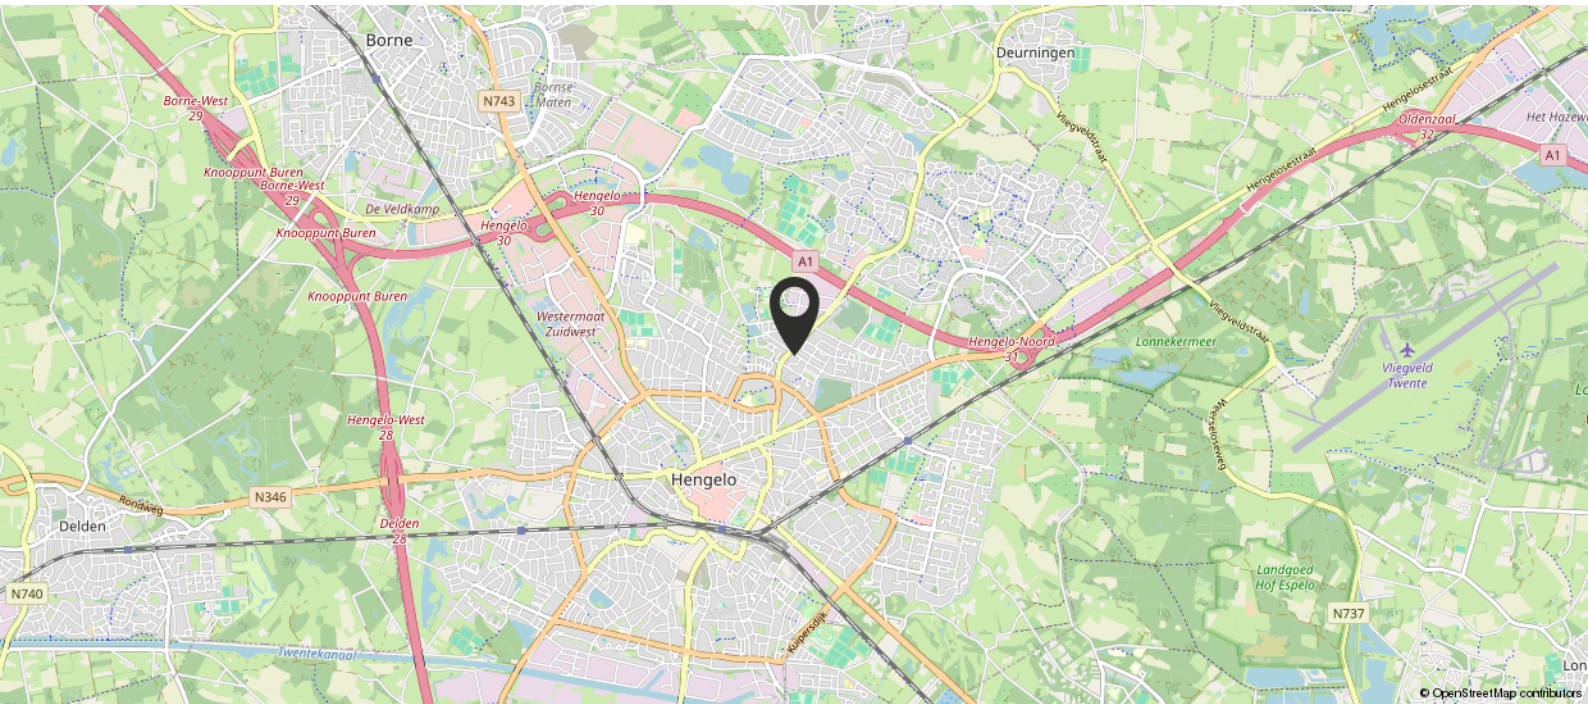 Borne
Deurningen
Borne-West
29
N743
Bornse
Maten
Vliegveldstraat
Hengelosestraat
Oldenzaal
32
Het Hazew
A1
Knooppunt Buren
Borne-West
29
Knooppunt Buren
De Veldkamp
Hengelo
30
Hengelo
30
Hengelosestraat
A1
Knooppunt Buren
Westermaat
Zuidwest
Hengelo-Noord
31
Lonnekermeer
Vliegveldstraat
Vliegveld
Twente
Hengelo-West
28
Weerseloseweg
Hengelo
N346
Rondweg
Delden
Delden
28
N740
Landgoed
Hof Espelo
N737
Kuipersdijk
Twentekanaal
Lon
© OpenStreetMap contributors